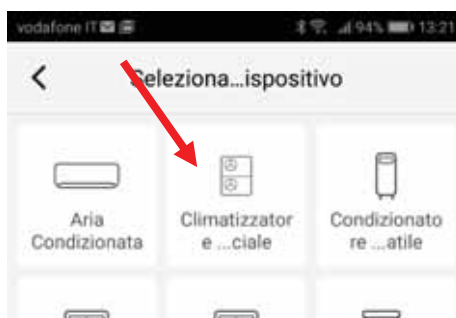 vodafone IT 94% 13:21
Seleziona...ispositivo
Aria Condizionata
Climatizzator e ...ciale
Condizionato re ...atile